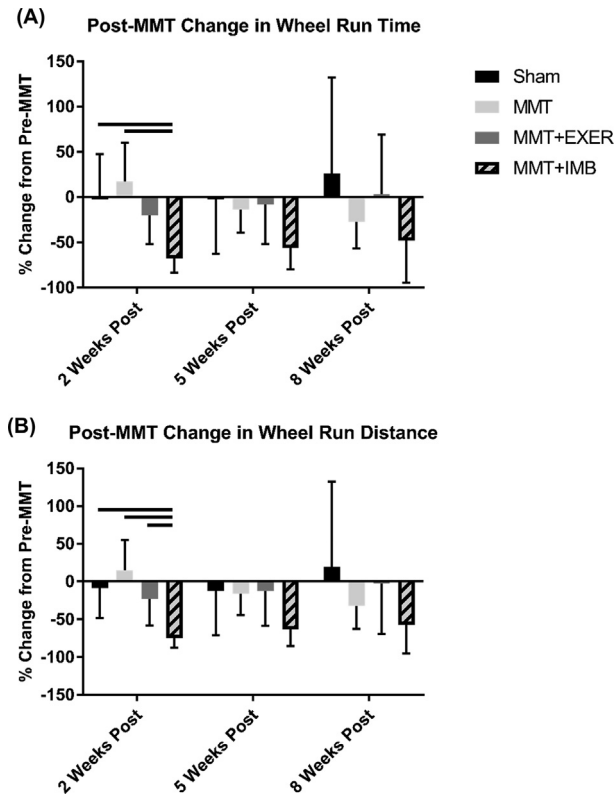 (A)
Post-MMT Change in Wheel Run Time
% Change from Pre-MMT
150
100
50
0
-50
-100
2 Weeks Post
5 Weeks Post
8 Weeks Post
Sham
MMT
MMT+EXER
MMT+IMB
(B)
Post-MMT Change in Wheel Run Distance
% Change from Pre-MMT
150
100
50
0
-50
-100
-150
2 Weeks Post
5 Weeks Post
8 Weeks Post